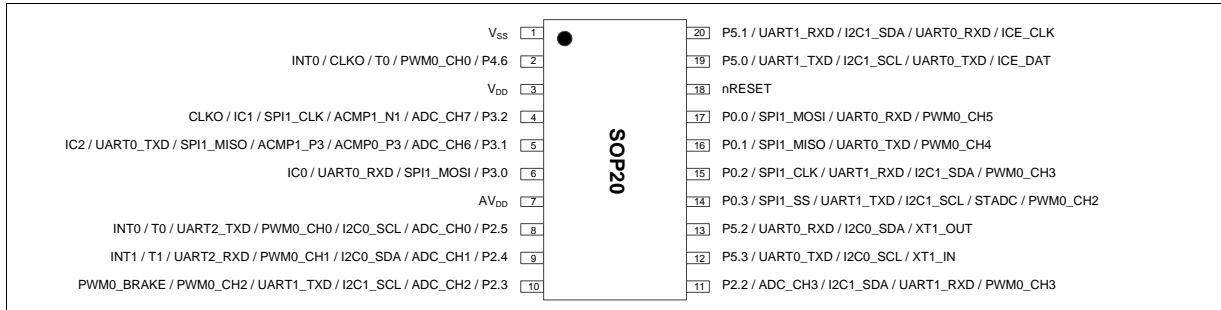 VSS 1
INT0 / CLKO / T0 / PWM0_CH0 / P4.6 2
VDD 3
CLKO / IC1 / SPI1_CLK / ACMP1_N1 / ADC_CH7 / P3.2 4
IC2 / UART0_TXD / SPI1_MISO / ACMP1_P3 / ACMP0_P3 / ADC_CH6 / P3.1 5
IC0 / UART0_RXD / SPI1_MOSI / P3.0 6
AVDD 7
INT0 / T0 / UART2_TXD / PWM0_CH0 / I2C0_SCL / ADC_CH0 / P2.5 8
INT1 / T1 / UART2_RXD / PWM0_CH1 / I2C0_SDA / ADC_CH1 / P2.4 9
PWM0_BRAKE / PWM0_CH2 / UART1_TXD / I2C1_SCL / ADC_CH2 / P2.3 10
SOP20
20 P5.1 / UART1_RXD / I2C1_SDA / UART0_RXD / ICE_CLK
19 P5.0 / UART1_TXD / I2C1_SCL / UART0_TXD / ICE_DAT
18 nRESET
17 P0.0 / SPI1_MOSI / UART0_RXD / PWM0_CH5
16 P0.1 / SPI1_MISO / UART0_TXD / PWM0_CH4
15 P0.2 / SPI1_CLK / UART1_RXD / I2C1_SDA / PWM0_CH3
14 P0.3 / SPI1_SS / UART1_TXD / I2C1_SCL / STADC / PWM0_CH2
13 P5.2 / UART0_RXD / I2C0_SDA / XT1_OUT
12 P5.3 / UART0_TXD / I2C0_SCL / XT1_IN
11 P2.2 / ADC_CH3 / I2C1_SDA / UART1_RXD / PWM0_CH3